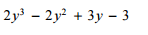 2y³ − 2y² + 3y − 3